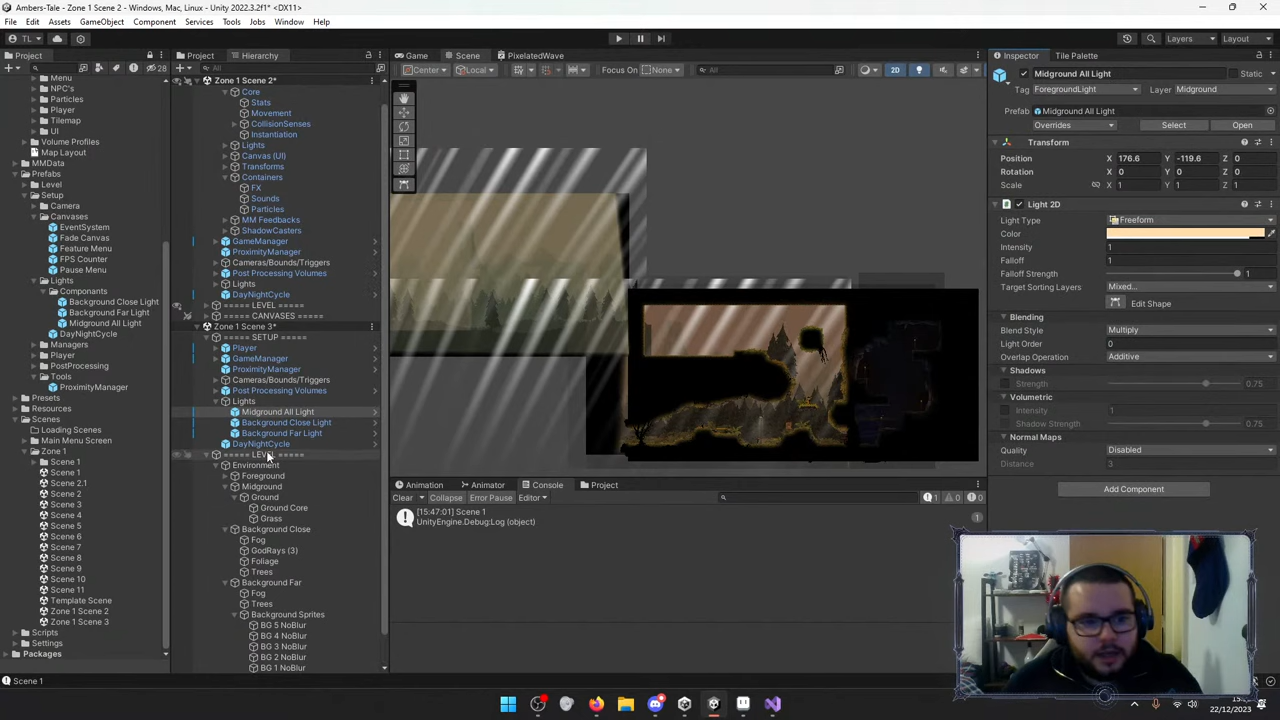 Ambers-Tale - Zone 1 Scene 2 - Windows, Mac, Linux - Unity 2022.3.2f1* <DX11>
File Edit Assets GameObject Component Services Tools Jobs Window Help
TL
Layers Layout
Project
28
Menu
NPC's
Particles
Player
Tilemap
UI
Volume Profiles
Map Layout
MMData
Prefabs
Level
Setup
Camera
Canvases
EventSystem
Fade Canvas
Feature Menu
FPS Counter
Pause Menu
Lights
Componants
Background Close Light
Background Far Light
Midground All Light
DayNightCycle
Managers
Player
PostProcessing
Tools
ProximityManager
Presets
Resources
Scenes
Loading Scenes
Main Menu Screen
Zone 1
Scene 1
Scene 1
Scene 2.1
Scene 2
Scene 3
Scene 4
Scene 5
Scene 6
Scene 7
Scene 8
Scene 9
Scene 10
Scene 11
Template Scene
Zone 1 Scene 2
Zone 1 Scene 3
Scripts
Settings
Packages
Scene 1
Project Hierarchy
All
Zone 1 Scene 2*
Core
Stats
Movement
CollisionSenses
Instantiation
Lights
Canvas (UI)
Transforms
Containers
FX
Sounds
Particles
MM Feedbacks
ShadowCasters
GameManager
ProximityManager
Cameras/Bounds/Triggers
Post Processing Volumes
Lights
DayNightCycle
===== LEVEL =====
===== CANVASES =====
Zone 1 Scene 3*
===== SETUP =====
Player
GameManager
ProximityManager
Cameras/Bounds/Triggers
Post Processing Volumes
Lights
Midground All Light
Background Close Light
Background Far Light
DayNightCycle
===== LEVEL =====
Environment
Foreground
Midground
Ground
Ground Core
Grass
Background Close
Fog
GodRays (3)
Foliage
Trees
Background Far
Fog
Trees
Background Sprites
BG 5 NoBlur
BG 4 NoBlur
BG 3 NoBlur
BG 2 NoBlur
BG 1 NoBlur
Game Scene PixelatedWave
Center Local Focus On None 2D All
Animation Animator Console Project
Clear Collapse Error Pause Editor 1 0 0
[15:47:01] Scene 1
UnityEngine.Debug:Log (object)
1
Inspector Tile Palette
Midground All Light Static
Tag ForegroundLight Layer Midground
Prefab Midground All Light
Overrides Select Open
Transform
Position X 176.6 Y -119.6 Z 0
Rotation X 0 Y 0 Z 0
Scale X 1 Y 1 Z 1
Light 2D
Light Type Freeform
Color
Intensity 1
Falloff 1
Falloff Strength 1
Target Sorting Layers Mixed...
Edit Shape
Blending
Blend Style Multiply
Light Order 0
Overlap Operation Additive
Shadows
Strength 0.75
Volumetric
Intensity 1
Shadow Strength 0.75
Normal Maps
Quality Disabled
Distance 3
Add Component
22/12/2023